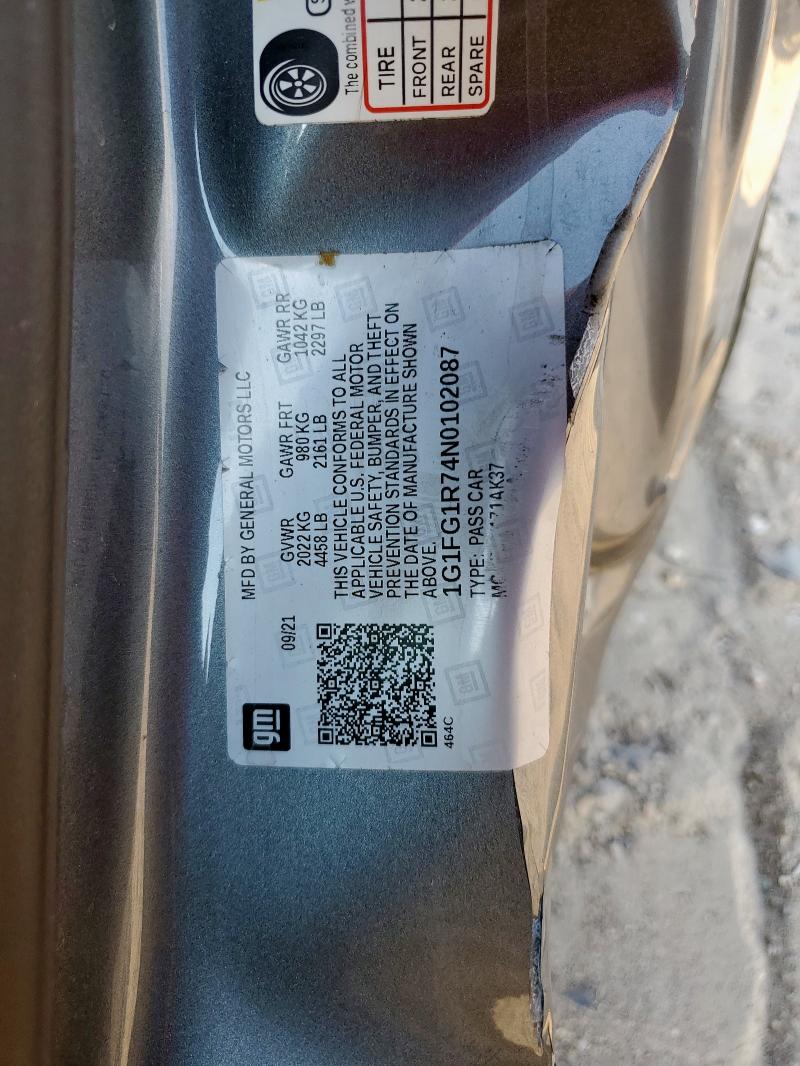 The combined
TIRE
FRONT
REAR
SPARE
gm
MFD BY GENERAL MOTORS LLC
09/21
GVWR GAWR FRT GAWR RR
2022 KG 980 KG 1042 KG
4458 LB 2161 LB 2297 LB
THIS VEHICLE CONFORMS TO ALL
APPLICABLE U.S. FEDERAL MOTOR
VEHICLE SAFETY, BUMPER, AND THEFT
PREVENTION STANDARDS IN EFFECT ON
THE DATE OF MANUFACTURE SHOWN
ABOVE.
1G1FG1R74N0102087
TYPE: PASS CAR
464C